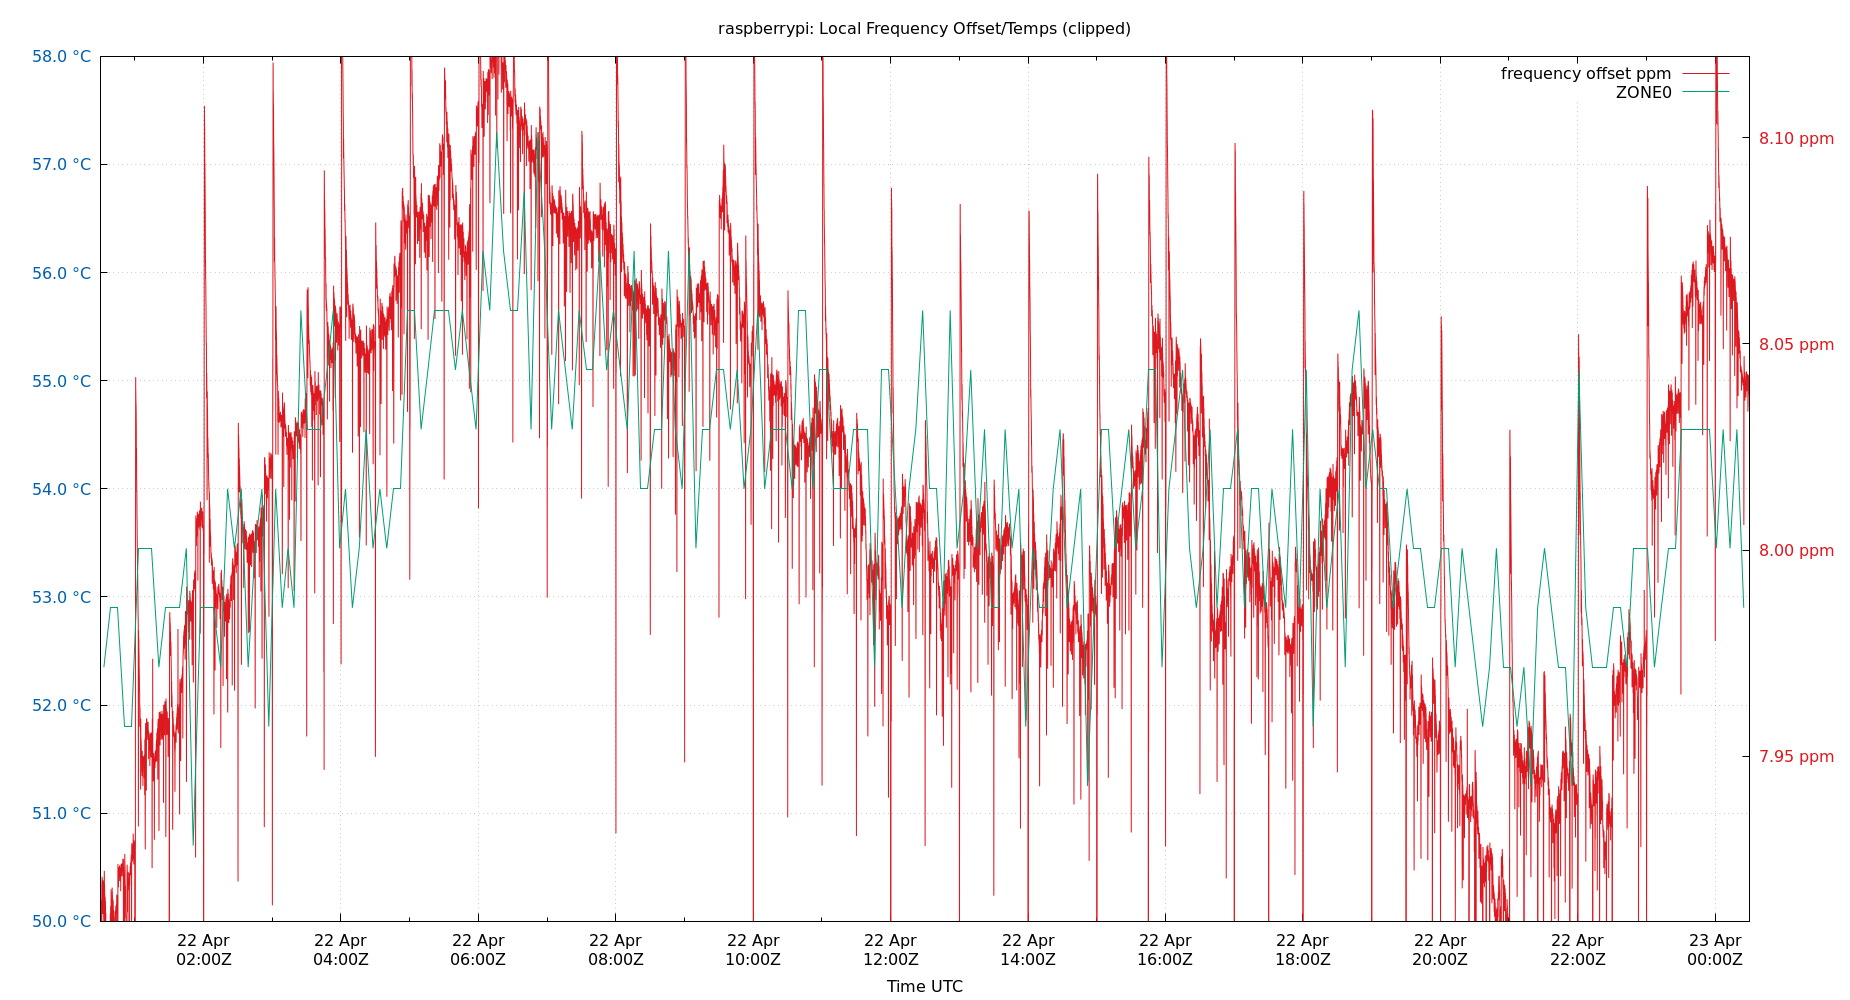 raspberrypi: Local Frequency Offset/Temps (clipped)
58.0 °C
57.0 °C
56.0 °C
55.0 °C
54.0 °C
53.0 °C
52.0 °C
51.0 °C
50.0 °C
frequency offset ppm
ZONE0
8.10 ppm
8.05 ppm
8.00 ppm
7.95 ppm
22 Apr
02:00Z
22 Apr
04:00Z
22 Apr
06:00Z
22 Apr
08:00Z
22 Apr
10:00Z
22 Apr
12:00Z
22 Apr
14:00Z
22 Apr
16:00Z
22 Apr
18:00Z
22 Apr
20:00Z
22 Apr
22:00Z
23 Apr
00:00Z
Time UTC